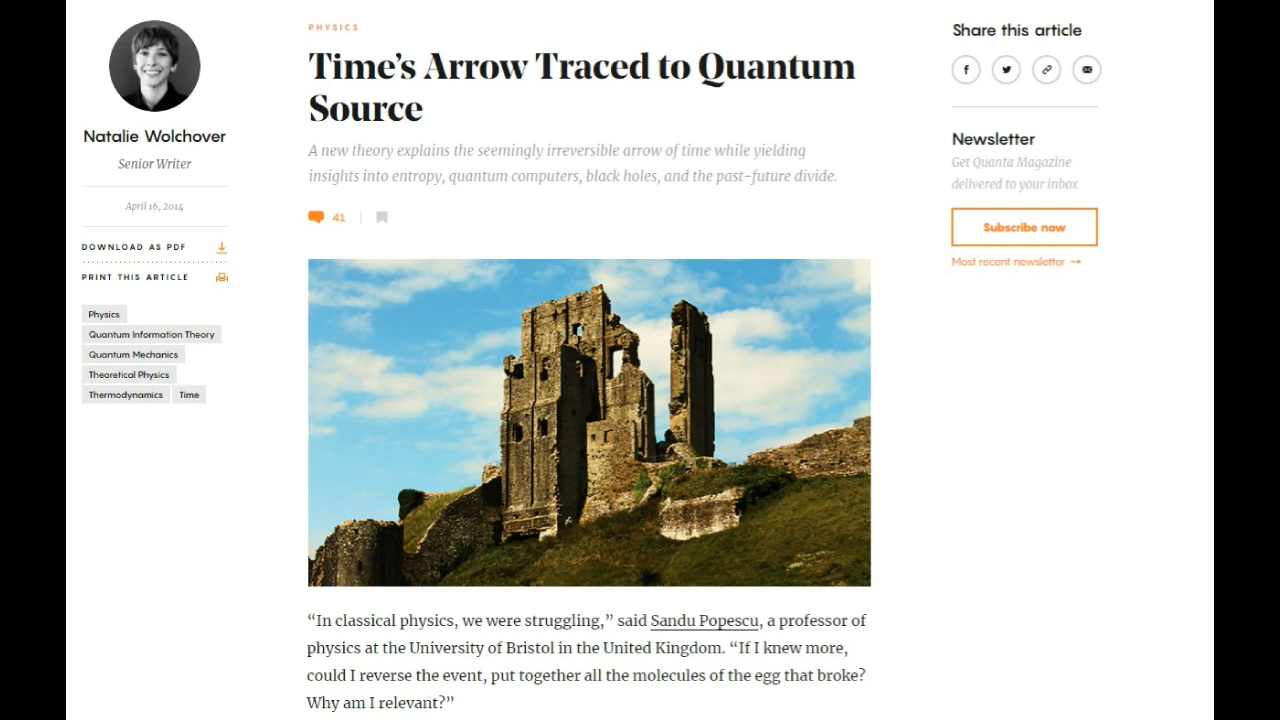 Natalie Wolchover
Senior Writer
April 16, 2014
DOWNLOAD AS PDF
PRINT THIS ARTICLE
Physics
Quantum Information Theory
Quantum Mechanics
Theoretical Physics
Thermodynamics Time
PHYSICS
Time’s Arrow Traced to Quantum
Source
A new theory explains the seemingly irreversible arrow of time while yielding
insights into entropy, quantum computers, black holes, and the past-future divide.
41
“In classical physics, we were struggling,” said Sandu Popescu, a professor of
physics at the University of Bristol in the United Kingdom. “If I knew more,
could I reverse the event, put together all the molecules of the egg that broke?
Why am I relevant?”
Share this article
Newsletter
Get Quanta Magazine
delivered to your inbox
Subscribe now
Most recent newsletter →